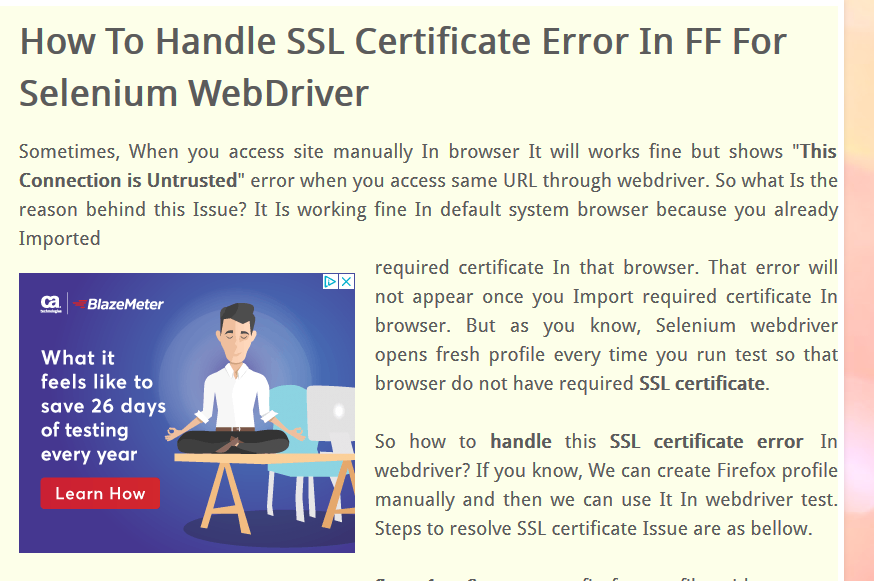 How To Handle SSL Certificate Error In FF For
Selenium WebDriver
Sometimes, When you access site manually In browser It will works fine but shows "This
Connection is Untrusted" error when you access same URL through webdriver. So what Is the
reason behind this Issue? It Is working fine In default system browser because you already
Imported
required certificate In that browser. That error will
not appear once you Import required certificate In
browser. But as you know, Selenium webdriver
opens fresh profile every time you run test so that
browser do not have required SSL certificate.
So how to handle this SSL certificate error In
webdriver? If you know, We can create Firefox profile
manually and then we can use It In webdriver test.
Steps to resolve SSL certificate Issue are as bellow.
ca
technologies
BlazeMeter
What it
feels like to
save 26 days
of testing
every year
Learn How